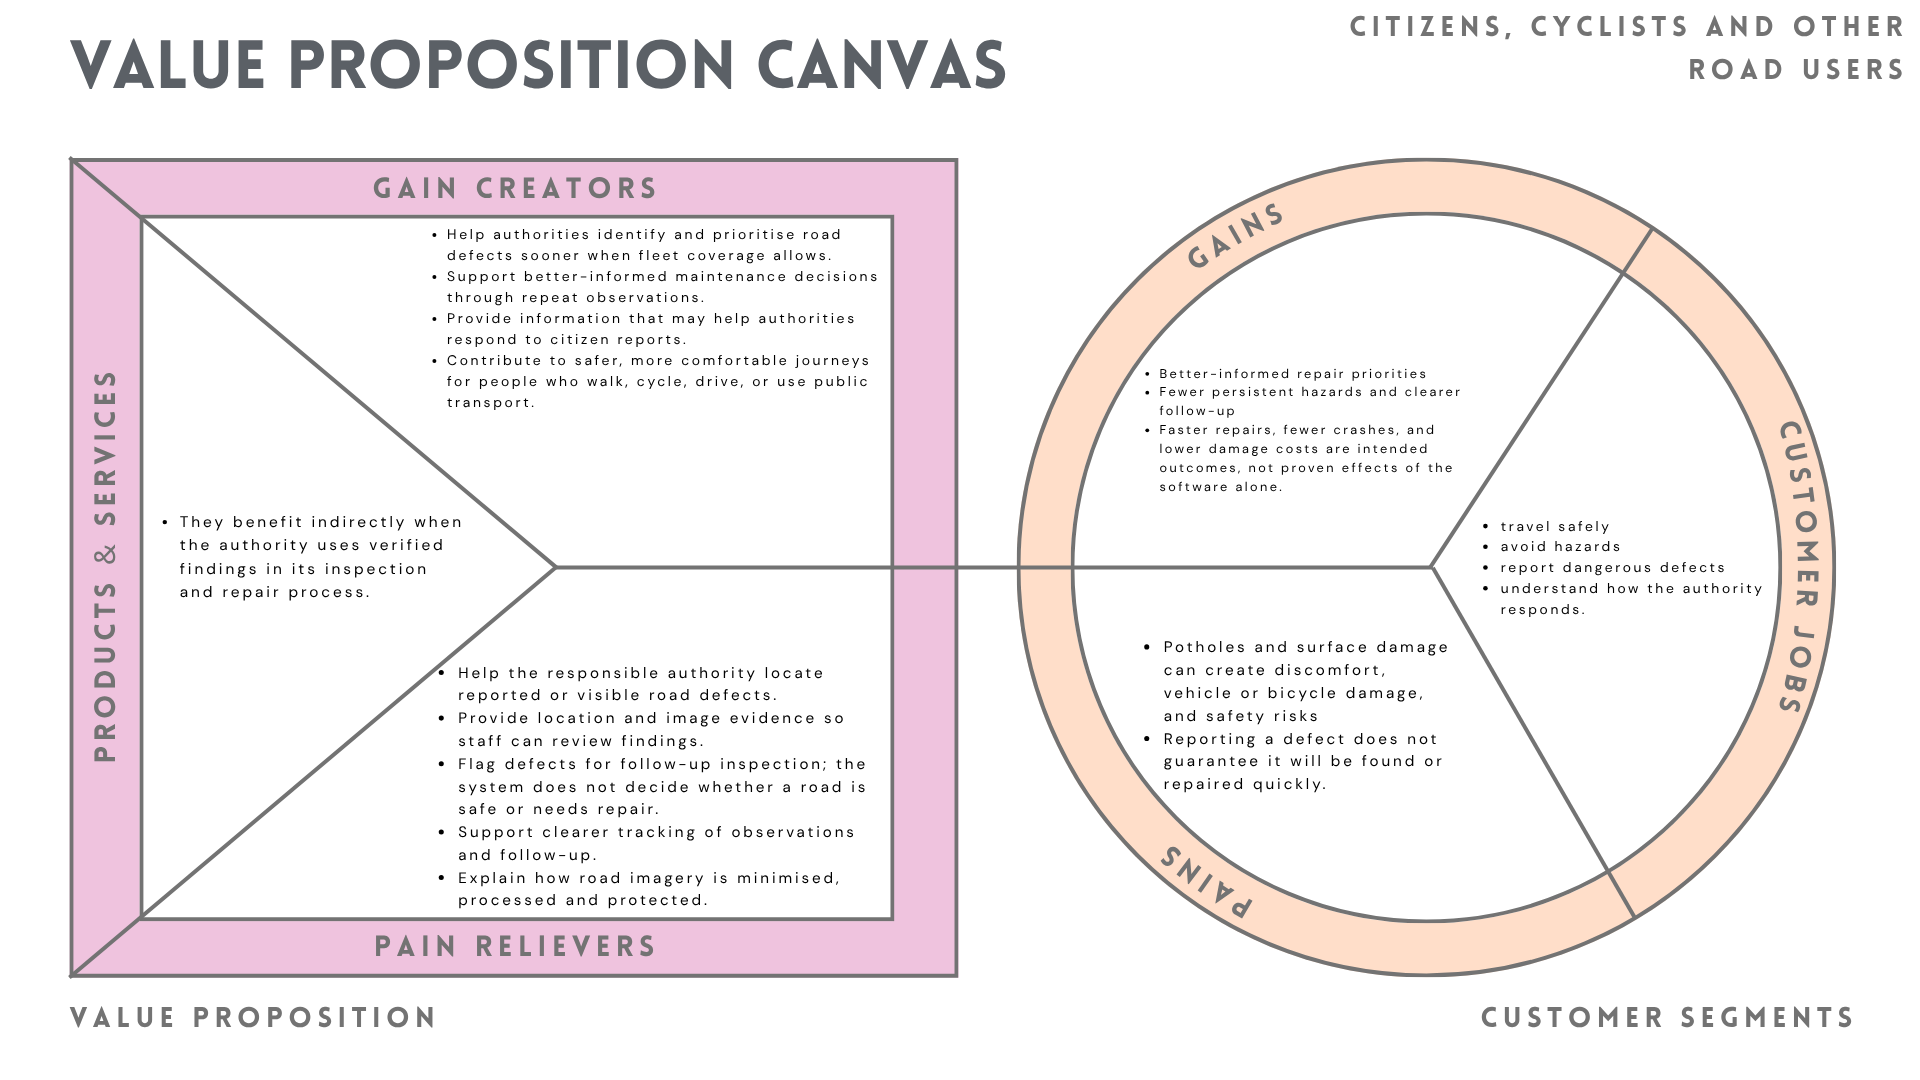 VALUE PROPOSITION CANVAS
CITIZENS, CYCLISTS AND OTHER
ROAD USERS
GAIN CREATORS
• Help authorities identify and prioritise road
defects sooner when fleet coverage allows.
• Support better-informed maintenance decisions
through repeat observations.
• Provide information that may help authorities
respond to citizen reports.
• Contribute to safer, more comfortable journeys
for people who walk, cycle, drive, or use public
transport.
PRODUCTS & SERVICES
• They benefit indirectly when
the authority uses verified
findings in its inspection
and repair process.
• Help the responsible authority locate
reported or visible road defects.
• Provide location and image evidence so
staff can review findings.
• Flag defects for follow-up inspection; the
system does not decide whether a road is
safe or needs repair.
• Support clearer tracking of observations
and follow-up.
• Explain how road imagery is minimised,
processed and protected.
PAIN RELIEVERS
VALUE PROPOSITION
GAINS
• Better-informed repair priorities
• Fewer persistent hazards and clearer
follow-up
• Faster repairs, fewer crashes, and
lower damage costs are intended
outcomes, not proven effects of the
software alone.
CUSTOMER JOBS
• travel safely
• avoid hazards
• report dangerous defects
• understand how the authority
responds.
• Potholes and surface damage
can create discomfort,
vehicle or bicycle damage,
and safety risks
• Reporting a defect does not
guarantee it will be found or
repaired quickly.
PAINS
CUSTOMER SEGMENTS